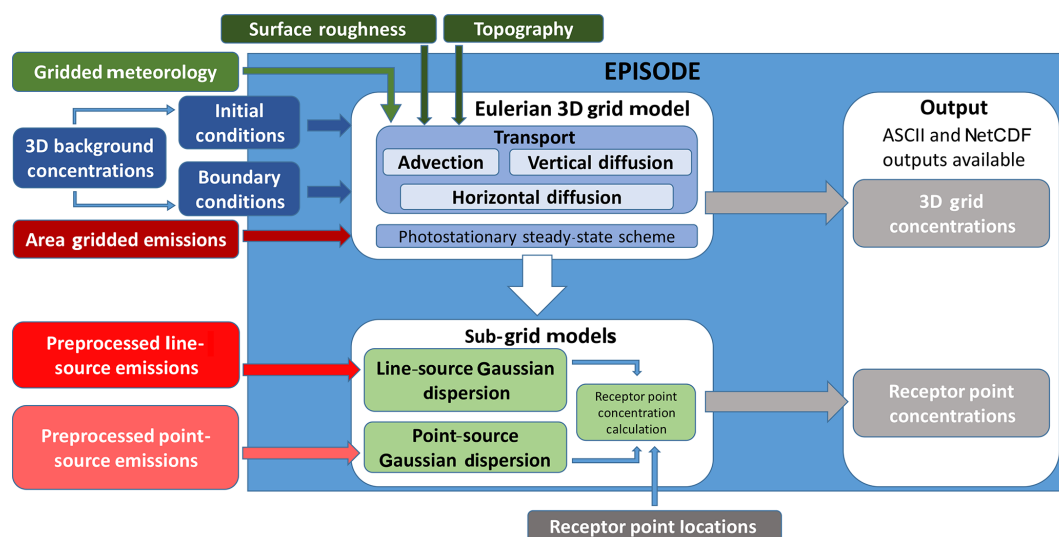 Surface roughness
Topography
Gridded meteorology
EPISODE
3D background
concentrations
Initial
conditions
Boundary
conditions
Area gridded emissions
Eulerian 3D grid model
Transport
Advection
Vertical diffusion
Horizontal diffusion
Photostationary steady-state scheme
Output
ASCII and NetCDF
outputs available
3D grid
concentrations
Preprocessed line-
source emissions
Preprocessed point-
source emissions
Sub-grid models
Line-source Gaussian
dispersion
Point-source
Gaussian dispersion
Receptor point
concentration
calculation
Receptor point
concentrations
Receptor point locations